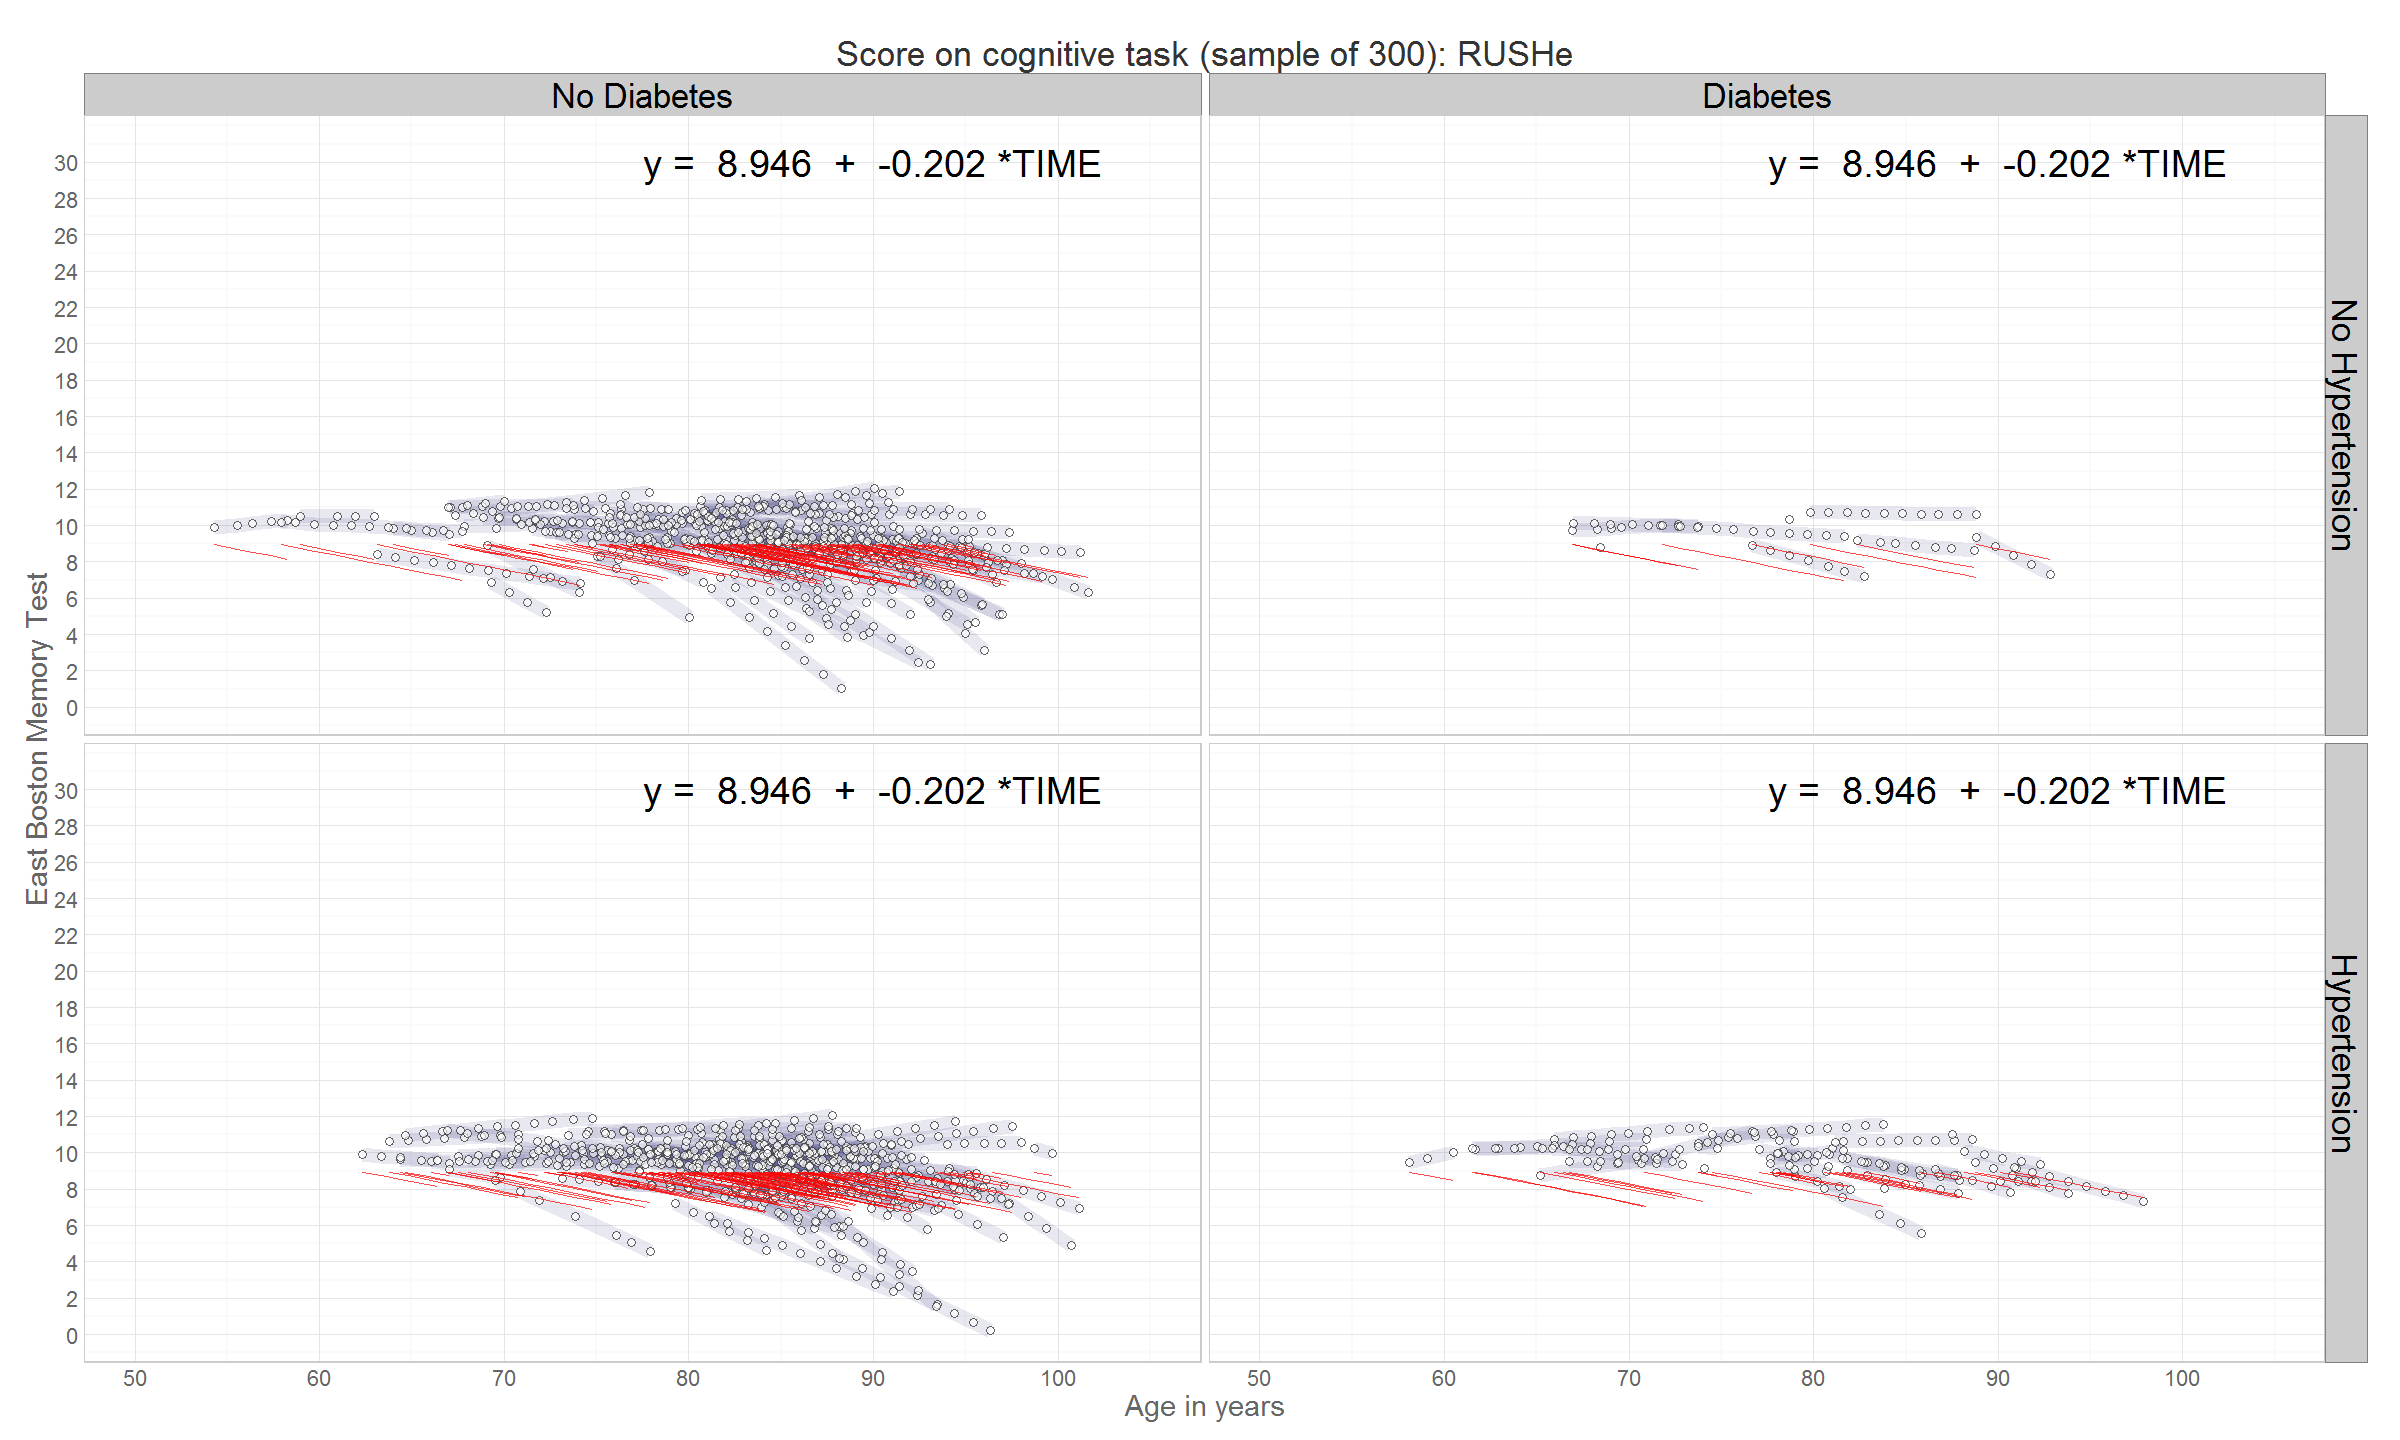 Score on cognitive task (sample of 300): RUSHe
No Diabetes
Diabetes
y =  8.946  +  -0.202 *TIME
y =  8.946  +  -0.202 *TIME
No Hypertension
30
28
26
24
22
20
18
16
14
12
10
8
6
4
2
0
East Boston Memory Test
y =  8.946  +  -0.202 *TIME
y =  8.946  +  -0.202 *TIME
Hypertension
30
28
26
24
22
20
18
16
14
12
10
8
6
4
2
0
50 60 70 80 90 100
50 60 70 80 90 100
Age in years